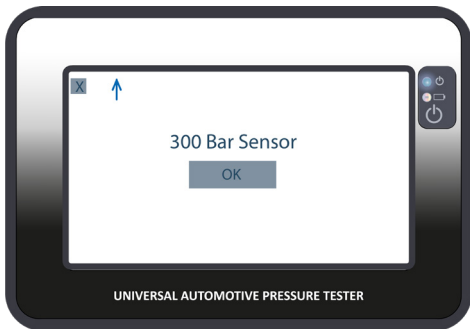 X
300 Bar Sensor
OK
UNIVERSAL AUTOMOTIVE PRESSURE TESTER